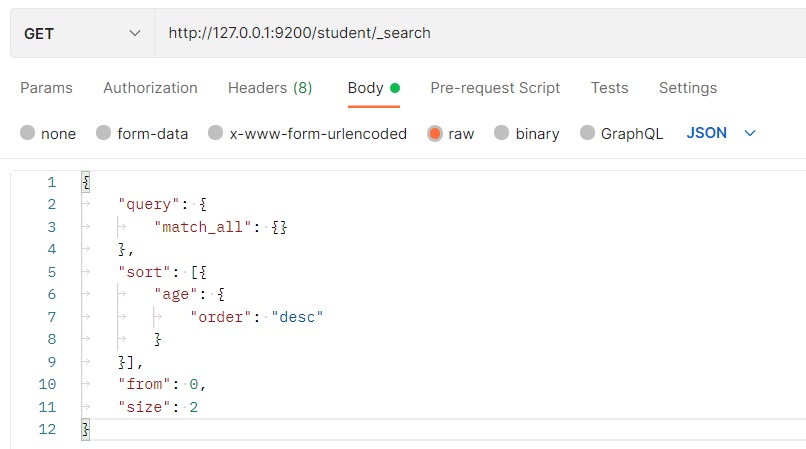 GET http://127.0.0.1:9200/student/_search
Params Authorization Headers (8) Body Pre-request Script Tests Settings
none form-data x-www-form-urlencoded raw binary GraphQL JSON
1 {
2 "query": {
3 "match_all": {}
4 },
5 "sort": [{
6 "age": {
7 "order": "desc"
8 }
9 }],
10 "from": 0,
11 "size": 2
12 }